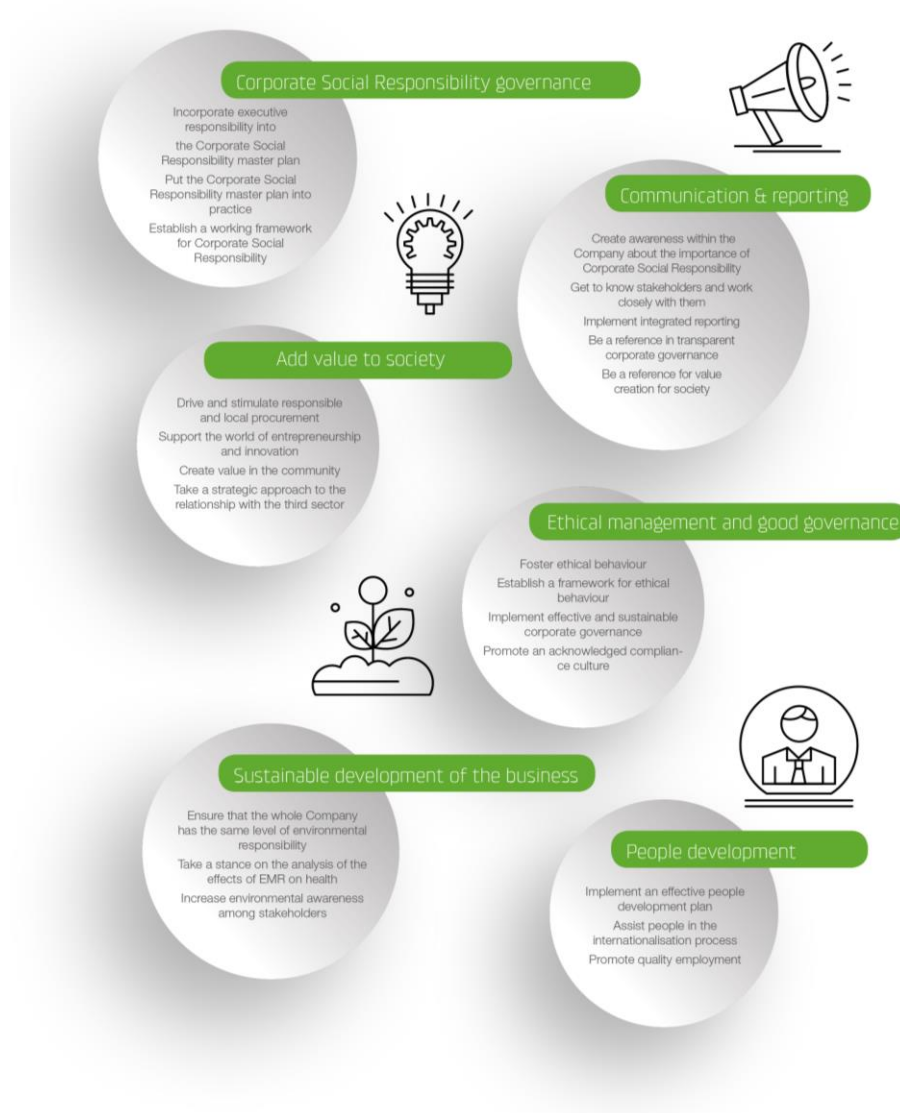 Corporate Social Responsibility governance
Incorporate executive
responsibility into
the Corporate Social
Responsibility master plan
Put the Corporate Social
Responsibility master plan into
practice
Establish a working framework
for Corporate Social
Responsibility
Communication & reporting
Create awareness within the
Company about the importance of
Corporate Social Responsibility
Get to know stakeholders and work
closely with them
Implement integrated reporting
Be a reference in transparent
corporate governance
Be a reference for value
creation for society
Add value to society
Drive and stimulate responsible
and local procurement
Support the world of entrepreneurship
and innovation
Create value in the community
Take a strategic approach to the
relationship with the third sector
Ethical management and good governance
Foster ethical behaviour
Establish a framework for ethical
behaviour
Implement effective and sustainable
corporate governance
Promote an acknowledged complian-
ce culture
Sustainable development of the business
Ensure that the whole Company
has the same level of environmental
responsibility
Take a stance on the analysis of the
effects of EMR on health
Increase environmental awareness
among stakeholders
People development
Implement an effective people
development plan
Assist people in the
internationalisation process
Promote quality employment